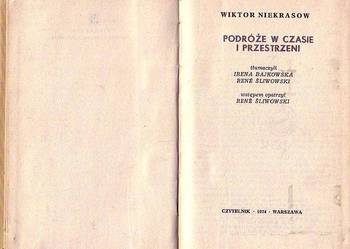 WIKTOR NIEKRASOW
PODRÓŻE W CZASIE
I PRZESTRZENI
tłumaczyli
IRENA BAJKOWSKA
RENÉ ŚLIWOWSKI
wstępem opatrzył
RENÉ ŚLIWOWSKI
CZYTELNIK · 1974 · WARSZAWA